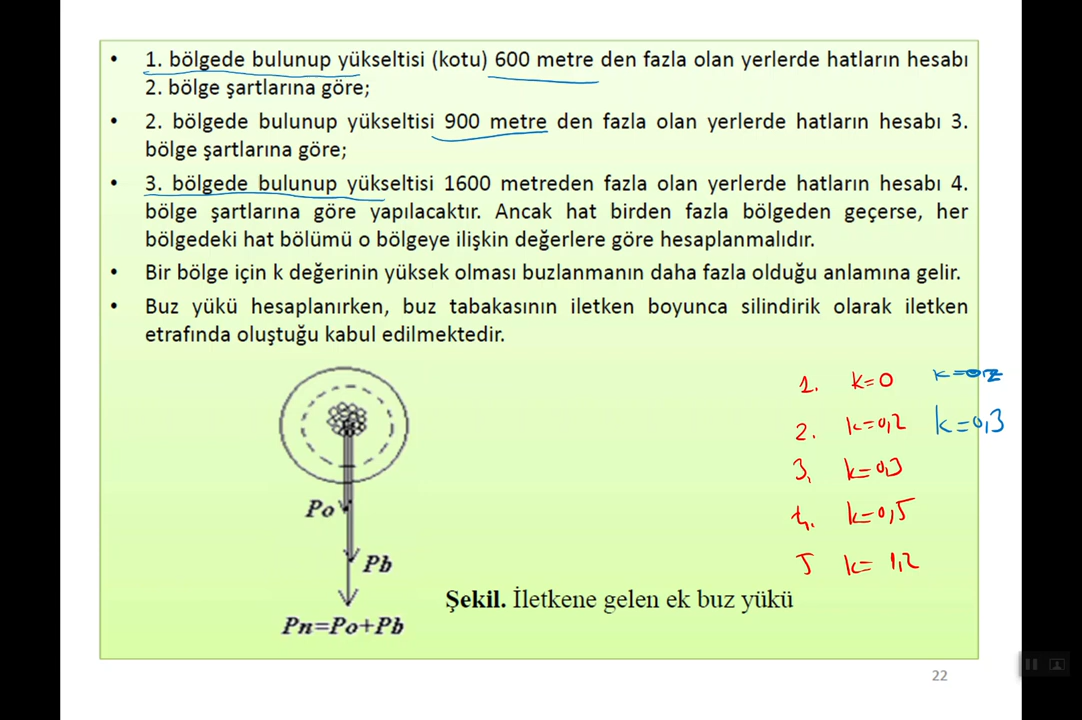 • 1. bölgede bulunup yükseltisi (kotu) 600 metre den fazla olan yerlerde hatların hesabı
2. bölge şartlarına göre;
• 2. bölgede bulunup yükseltisi 900 metre den fazla olan yerlerde hatların hesabı 3.
bölge şartlarına göre;
• 3. bölgede bulunup yükseltisi 1600 metreden fazla olan yerlerde hatların hesabı 4.
bölge şartlarına göre yapılacaktır. Ancak hat birden fazla bölgeden geçerse, her
bölgedeki hat bölümü o bölgeye ilişkin değerlere göre hesaplanmalıdır.
• Bir bölge için k değerinin yüksek olması buzlanmanın daha fazla olduğu anlamına gelir.
• Buz yükü hesaplanırken, buz tabakasının iletken boyunca silindirik olarak iletken
etrafında oluştuğu kabul edilmektedir.
1. k=0 k=0,2
2. k=0,2 k=0,3
3. k=0,3
4. k=0,5
5 k= 1,2
Po
Pb
Pn=Po+Pb
Şekil. İletkene gelen ek buz yükü
22